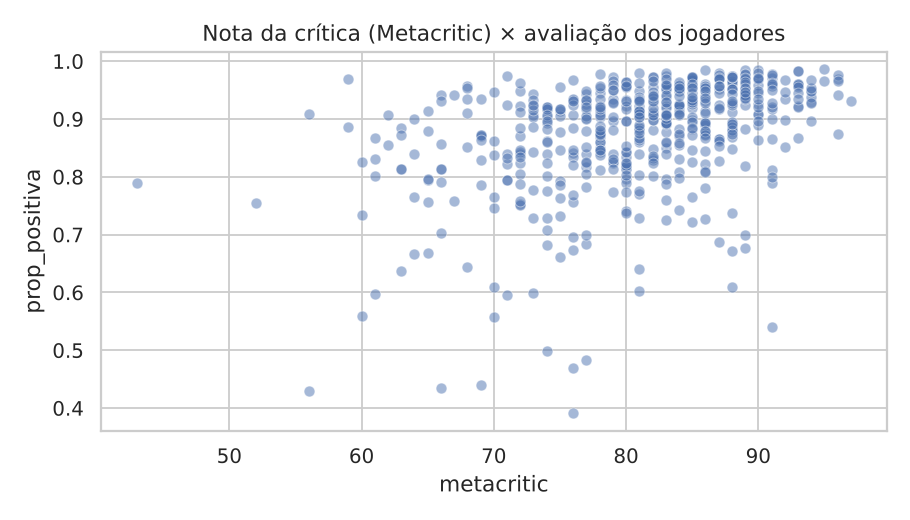 Nota da crítica (Metacritic) × avaliação dos jogadores
1.0
0.9
0.8
0.7
0.6
0.5
0.4
prop_positiva
50 60 70 80 90
metacritic